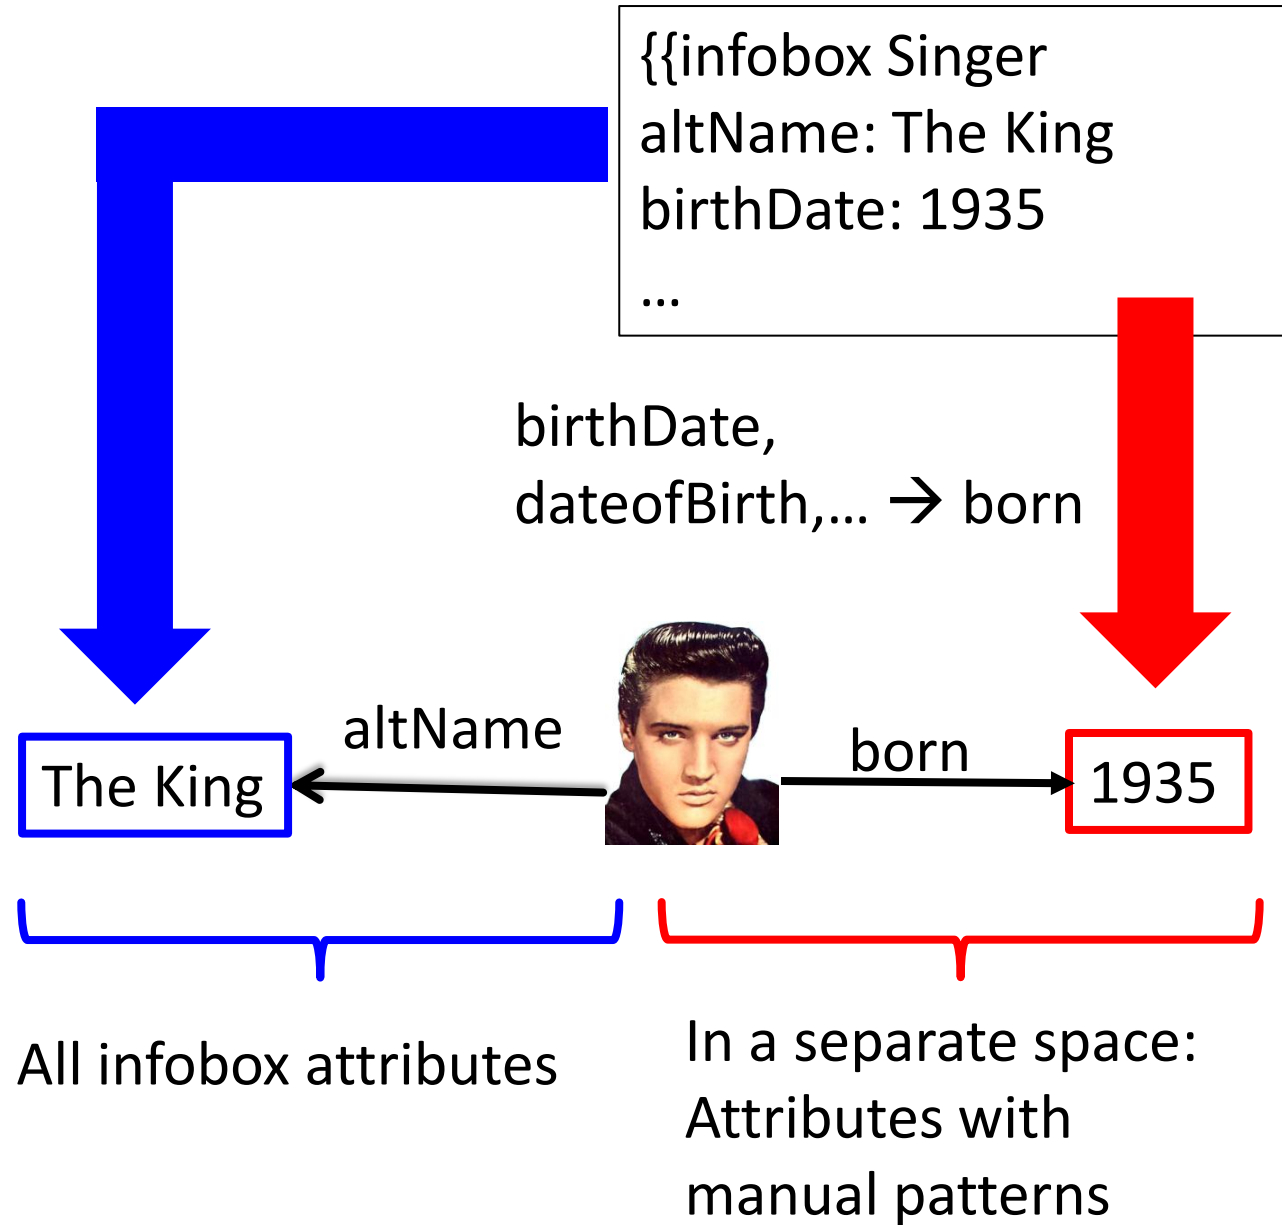 {{infobox Singer
altName: The King
birthDate: 1935
…
birthDate,
dateofBirth,… → born
altName
born
The King
1935
All infobox attributes
In a separate space:
Attributes with
manual patterns